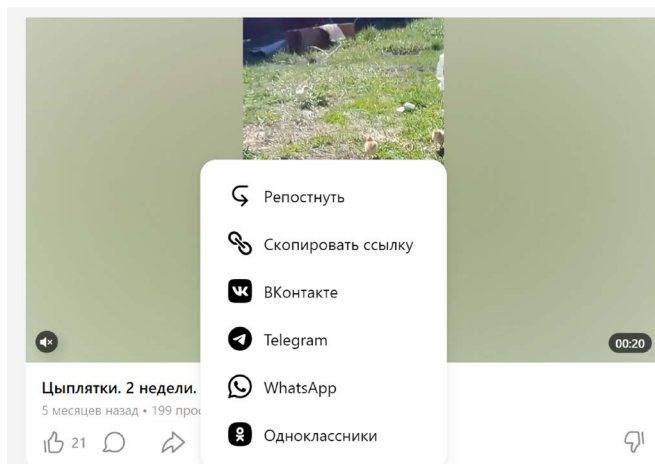 Репостнуть
Скопировать ссылку
ВКонтакте
Telegram
WhatsApp
Одноклассники
00:20
Цыплятки. 2 недели.
5 месяцев назад • 199
21